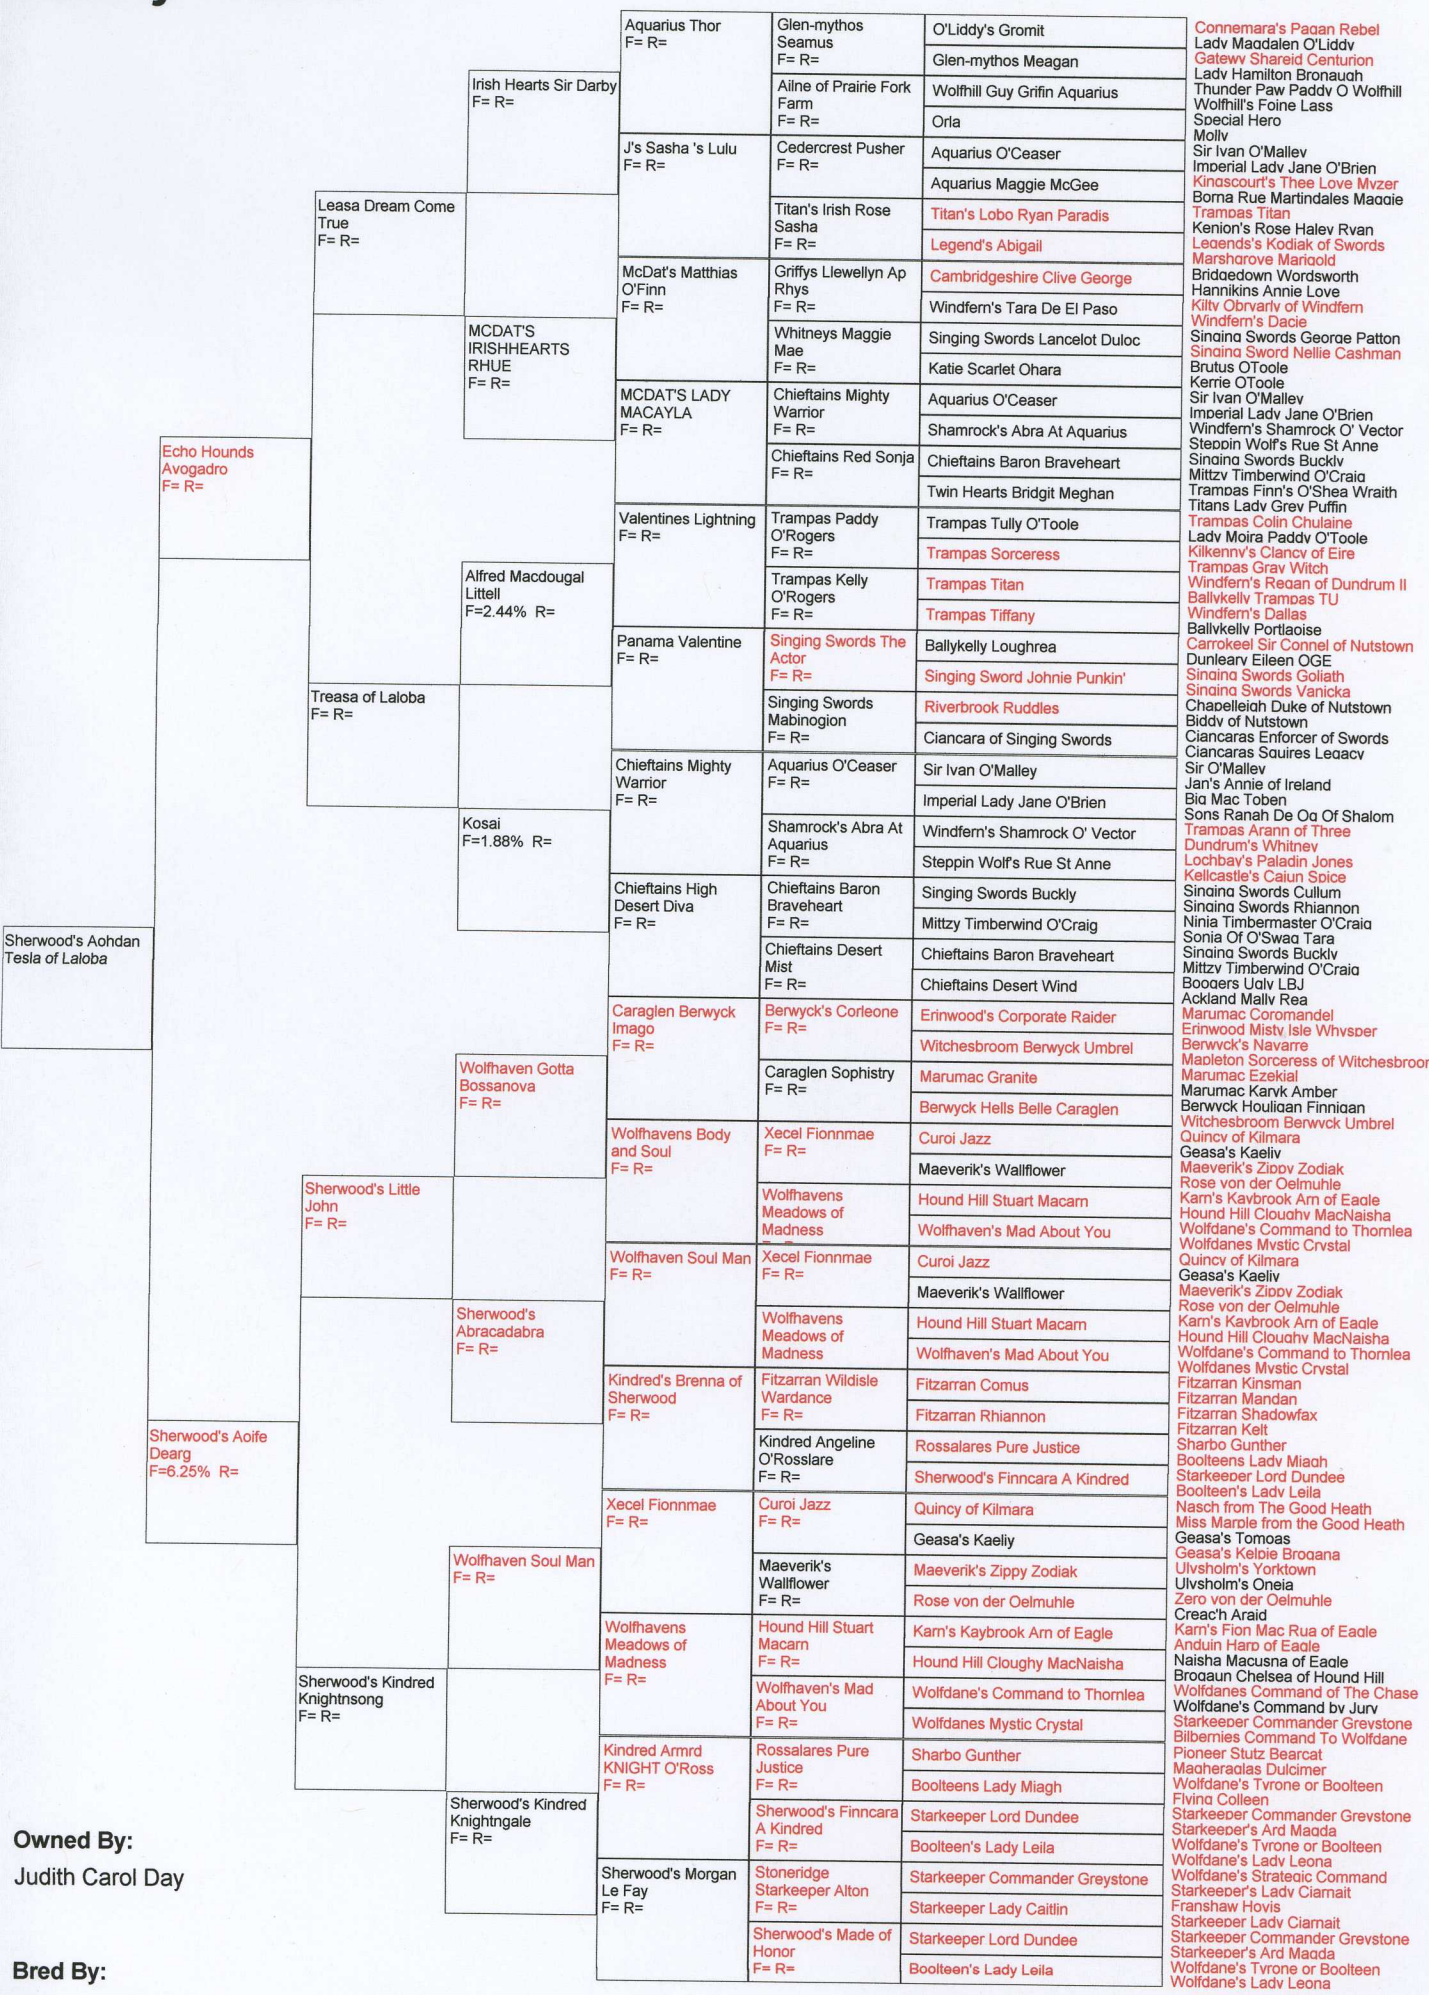 Sherwood's Aohdan
Tesla of Laloba
Echo Hounds
Avogadro
F= R=
Sherwood's Aoife
Dearg
F=6.25% R=
Leasa Dream Come
True
F= R=
Treasa of Laloba
F= R=
Sherwood's Little
John
F= R=
Sherwood's Kindred
Knightnsong
F= R=
Irish Hearts Sir Darby
F= R=
MCDAT'S
IRISHHEARTS
RHUE
F= R=
Alfred Macdougal
Littell
F=2.44% R=
Kosai
F=1.88% R=
Wolfhaven Gotta
Bossanova
F= R=
Sherwood's
Abracadabra
F= R=
Wolfhaven Soul Man
F= R=
Sherwood's Kindred
Knightngale
F= R=
Aquarius Thor
F= R=
J's Sasha 's Lulu
F= R=
McDat's Matthias
O'Finn
F= R=
MCDAT'S LADY
MACAYLA
F= R=
Valentines Lightning
F= R=
Panama Valentine
F= R=
Chieftains Mighty
Warrior
F= R=
Chieftains High
Desert Diva
F= R=
Caraglen Berwyck
Imago
F= R=
Wolfhavens Body
and Soul
F= R=
Wolfhaven Soul Man
F= R=
Kindred's Brenna of
Sherwood
F= R=
Xecel Fionnmae
F= R=
Wolfhavens
Meadows of
Madness
F= R=
Kindred Armrd
KNIGHT O'Ross
F= R=
Sherwood's Morgan
Le Fay
F= R=
Glen-mythos
Seamus
F= R=
Ailne of Prairie Fork
Farm
F= R=
Cedercrest Pusher
F= R=
Titan's Irish Rose
Sasha
F= R=
Griffys Llewellyn Ap
Rhys
F= R=
Whitneys Maggie
Mae
F= R=
Chieftains Mighty
Warrior
F= R=
Chieftains Red Sonja
F= R=
Trampas Paddy
O'Rogers
F= R=
Trampas Kelly
O'Rogers
F= R=
Singing Swords The
Actor
F= R=
Singing Swords
Mabinogion
F= R=
Aquarius O'Ceaser
F= R=
Shamrock's Abra At
Aquarius
F= R=
Chieftains Baron
Braveheart
F= R=
Chieftains Desert
Mist
F= R=
Berwyck's Corleone
F= R=
Caraglen Sophistry
F= R=
Xecel Fionnmae
F= R=
Wolfhavens
Meadows of
Madness
Xecel Fionnmae
F= R=
Wolfhavens
Meadows of
Madness
Fitzarran Wildisle
Wardance
F= R=
Kindred Angeline
O'Rosslare
F= R=
Curoi Jazz
F= R=
Maeverik's
Wallflower
F= R=
Hound Hill Stuart
Macarn
F= R=
Wolfhaven's Mad
About You
F= R=
Rossalares Pure
Justice
F= R=
Sherwood's Finncara
A Kindred
F= R=
Stoneridge
Starkeeper Alton
F= R=
Sherwood's Made of
Honor
F= R=
O'Liddy's Gromit
Glen-mythos Meagan
Wolfhill Guy Grifin Aquarius
Orla
Aquarius O'Ceaser
Aquarius Maggie McGee
Titan's Lobo Ryan Paradis
Legend's Abigail
Cambridgeshire Clive George
Windfern's Tara De El Paso
Singing Swords Lancelot Duloc
Katie Scarlet Ohara
Aquarius O'Ceaser
Shamrock's Abra At Aquarius
Chieftains Baron Braveheart
Twin Hearts Bridgit Meghan
Trampas Tully O'Toole
Trampas Sorceress
Trampas Titan
Trampas Tiffany
Ballykelly Loughrea
Singing Sword Johnie Punkin'
Riverbrook Ruddles
Ciancara of Singing Swords
Sir Ivan O'Malley
Imperial Lady Jane O'Brien
Windfern's Shamrock O' Vector
Steppin Wolf's Rue St Anne
Singing Swords Buckly
Mittzy Timberwind O'Craig
Chieftains Baron Braveheart
Chieftains Desert Wind
Erinwood's Corporate Raider
Witchesbroom Berwyck Umbrel
Marumac Granite
Berwyck Hells Belle Caraglen
Curoi Jazz
Maeverik's Wallflower
Hound Hill Stuart Macarn
Wolfhaven's Mad About You
Curoi Jazz
Maeverik's Wallflower
Hound Hill Stuart Macarn
Wolfhaven's Mad About You
Fitzarran Comus
Fitzarran Rhiannon
Rossalares Pure Justice
Sherwood's Finncara A Kindred
Quincy of Kilmara
Geasa's Kaeliy
Maeverik's Zippy Zodiak
Rose von der Oelmuhle
Karn's Kaybrook Arn of Eagle
Hound Hill Cloughy MacNaisha
Wolfdane's Command to Thornlea
Wolfdanes Mystic Crystal
Sharbo Gunther
Boolteens Lady Miagh
Starkeeper Lord Dundee
Boolteen's Lady Leila
Starkeeper Commander Greystone
Starkeeper Lady Caitlin
Starkeeper Lord Dundee
Boolteen's Lady Leila
Connemara's Pagan Rebel
Lady Magdalen O'Liddy
Gatewy Shareid Centurion
Lady Hamilton Bronaugh
Thunder Paw Paddy O Wolfhill
Wolfhill's Foine Lass
Special Hero
Molly
Sir Ivan O'Malley
Imperial Lady Jane O'Brien
Kingscourt's Thee Love Myzer
Borna Rue Martindales Maggie
Trampas Titan
Kenion's Rose Haley Ryan
Legends's Kodiak of Swords
Marshgrove Marigold
Bridgedown Wordsworth
Hannikins Annie Love
Kilty Obryarly of Windfern
Windfern's Dacie
Singing Swords George Patton
Singing Sword Nellie Cashman
Brutus OToole
Kerrie OToole
Sir Ivan O'Malley
Imperial Lady Jane O'Brien
Windfern's Shamrock O' Vector
Steppin Wolf's Rue St Anne
Singing Swords Buckly
Mittzy Timberwind O'Craig
Trampas Finn's O'Shea Wraith
Titans Lady Grey Puffin
Trampas Colin Chulaine
Lady Moira Paddy O'Toole
Kilkenny's Clancy of Eire
Trampas Gray Witch
Windfern's Regan of Dundrum II
Ballykelly Trampas TU
Windfern's Dallas
Ballykelly Portlaoise
Carrokeel Sir Connel of Nutstown
Dunleary Eileen OGE
Singing Swords Goliath
Singing Swords Vanicka
Chapelleigh Duke of Nutstown
Biddy of Nutstown
Ciancaras Enforcer of Swords
Ciancaras Squires Legacy
Sir O'Malley
Jan's Annie of Ireland
Big Mac Toben
Sons Ranah De Og Of Shalom
Trampas Arann of Three
Dundrum's Whitney
Lochbay's Paladin Jones
Kellcastle's Cajun Spice
Singing Swords Cullum
Singing Swords Rhiannon
Ninia Timbermaster O'Craig
Sonia Of O'Swag Tara
Singing Swords Buckly
Mittzy Timberwind O'Craig
Boogers Ugly LBJ
Ackland Mally Rea
Marumac Coromandel
Erinwood Misty Isle Whysper
Berwyck's Navarre
Mapleton Sorceress of Witchesbroom
Marumac Ezekial
Marumac Karyk Amber
Berwyck Houligan Finnigan
Witchesbroom Berwyck Umbrel
Quincy of Kilmara
Geasa's Kaeliy
Maeverik's Zippy Zodiak
Rose von der Oelmuhle
Karn's Kaybrook Arn of Eagle
Hound Hill Cloughy MacNaisha
Wolfdane's Command to Thornlea
Wolfdanes Mystic Crystal
Quincy of Kilmara
Geasa's Kaeliy
Maeverik's Zippy Zodiak
Rose von der Oelmuhle
Karn's Kaybrook Arn of Eagle
Hound Hill Cloughy MacNaisha
Wolfdane's Command to Thornlea
Wolfdanes Mystic Crystal
Fitzarran Kinsman
Fitzarran Mandan
Fitzarran Shadowfax
Fitzarran Kelt
Sharbo Gunther
Boolteens Lady Miagh
Starkeeper Lord Dundee
Boolteen's Lady Leila
Nasch from The Good Heath
Miss Marple from the Good Heath
Geasa's Tomoas
Geasa's Kelpie Brogana
Ulvsholm's Yorktown
Ulvsholm's Oneia
Zero von der Oelmuhle
Creac'h Araid
Karn's Fion Mac Rua of Eagle
Anduin Harp of Eagle
Naisha Macusna of Eagle
Brogaun Chelsea of Hound Hill
Wolfdanes Command of The Chase
Wolfdane's Command by Jury
Starkeeper Commander Greystone
Bilbernies Command To Wolfdane
Pioneer Stutz Bearcat
Magheraglas Dulcimer
Wolfdane's Tyrone or Boolteen
Flying Colleen
Starkeeper Commander Greystone
Starkeeper's Ard Magda
Wolfdane's Tyrone or Boolteen
Wolfdane's Lady Leona
Wolfdane's Strategic Command
Starkeeper's Lady Ciarnait
Franshaw Hovis
Starkeeper Lady Ciarnait
Starkeeper Commander Greystone
Starkeeper's Ard Magda
Wolfdane's Tyrone or Boolteen
Wolfdane's Lady Leona
Owned By:
Judith Carol Day
Bred By: